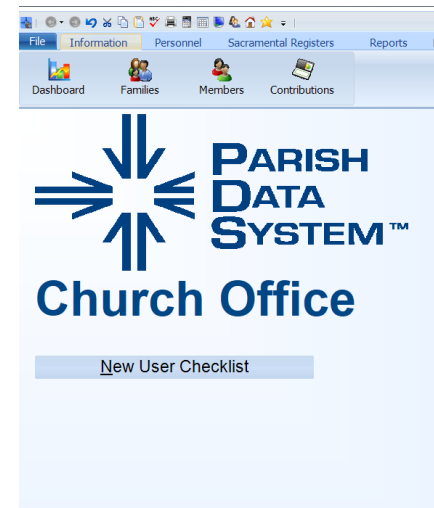 File Information Personnel Sacramental Registers Reports
Dashboard Families Members Contributions
PARISH
DATA
SYSTEM™
Church Office
New User Checklist